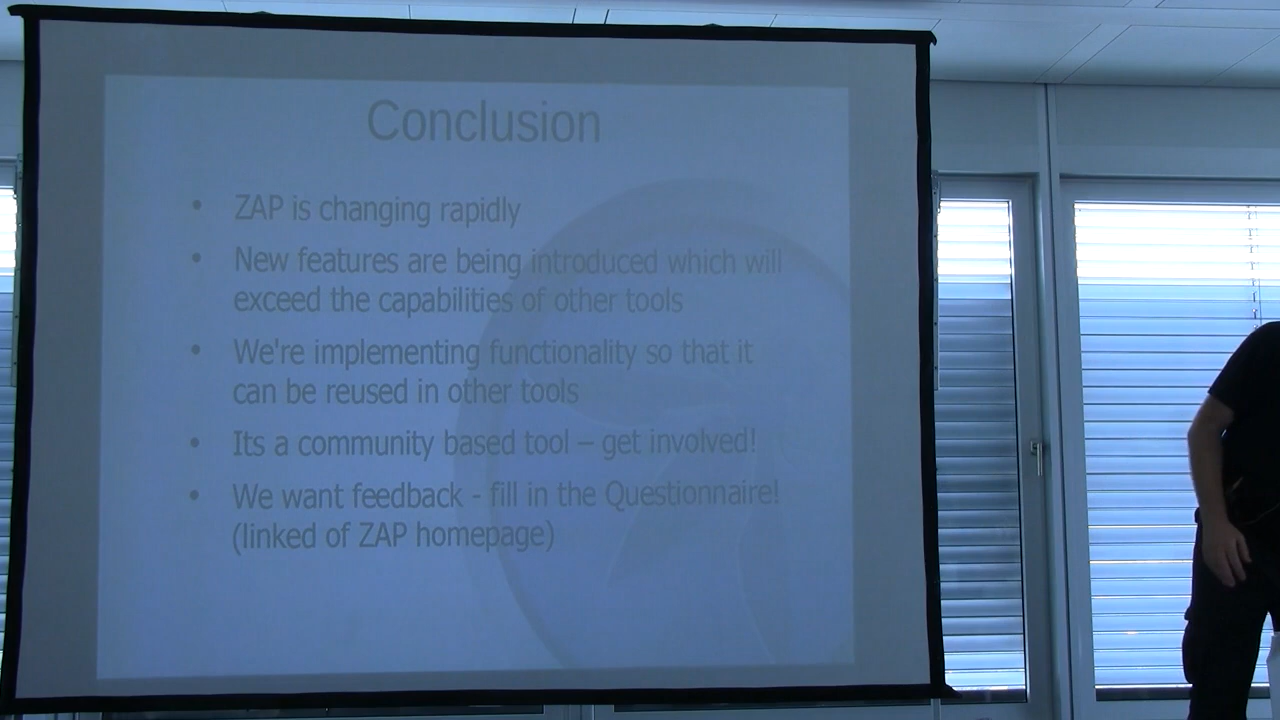 Conclusion
• ZAP is changing rapidly
• New features are being introduced which will
exceed the capabilities of other tools
• We're implementing functionality so that it
can be reused in other tools
• Its a community based tool – get involved!
• We want feedback - fill in the Questionnaire!
(linked of ZAP homepage)